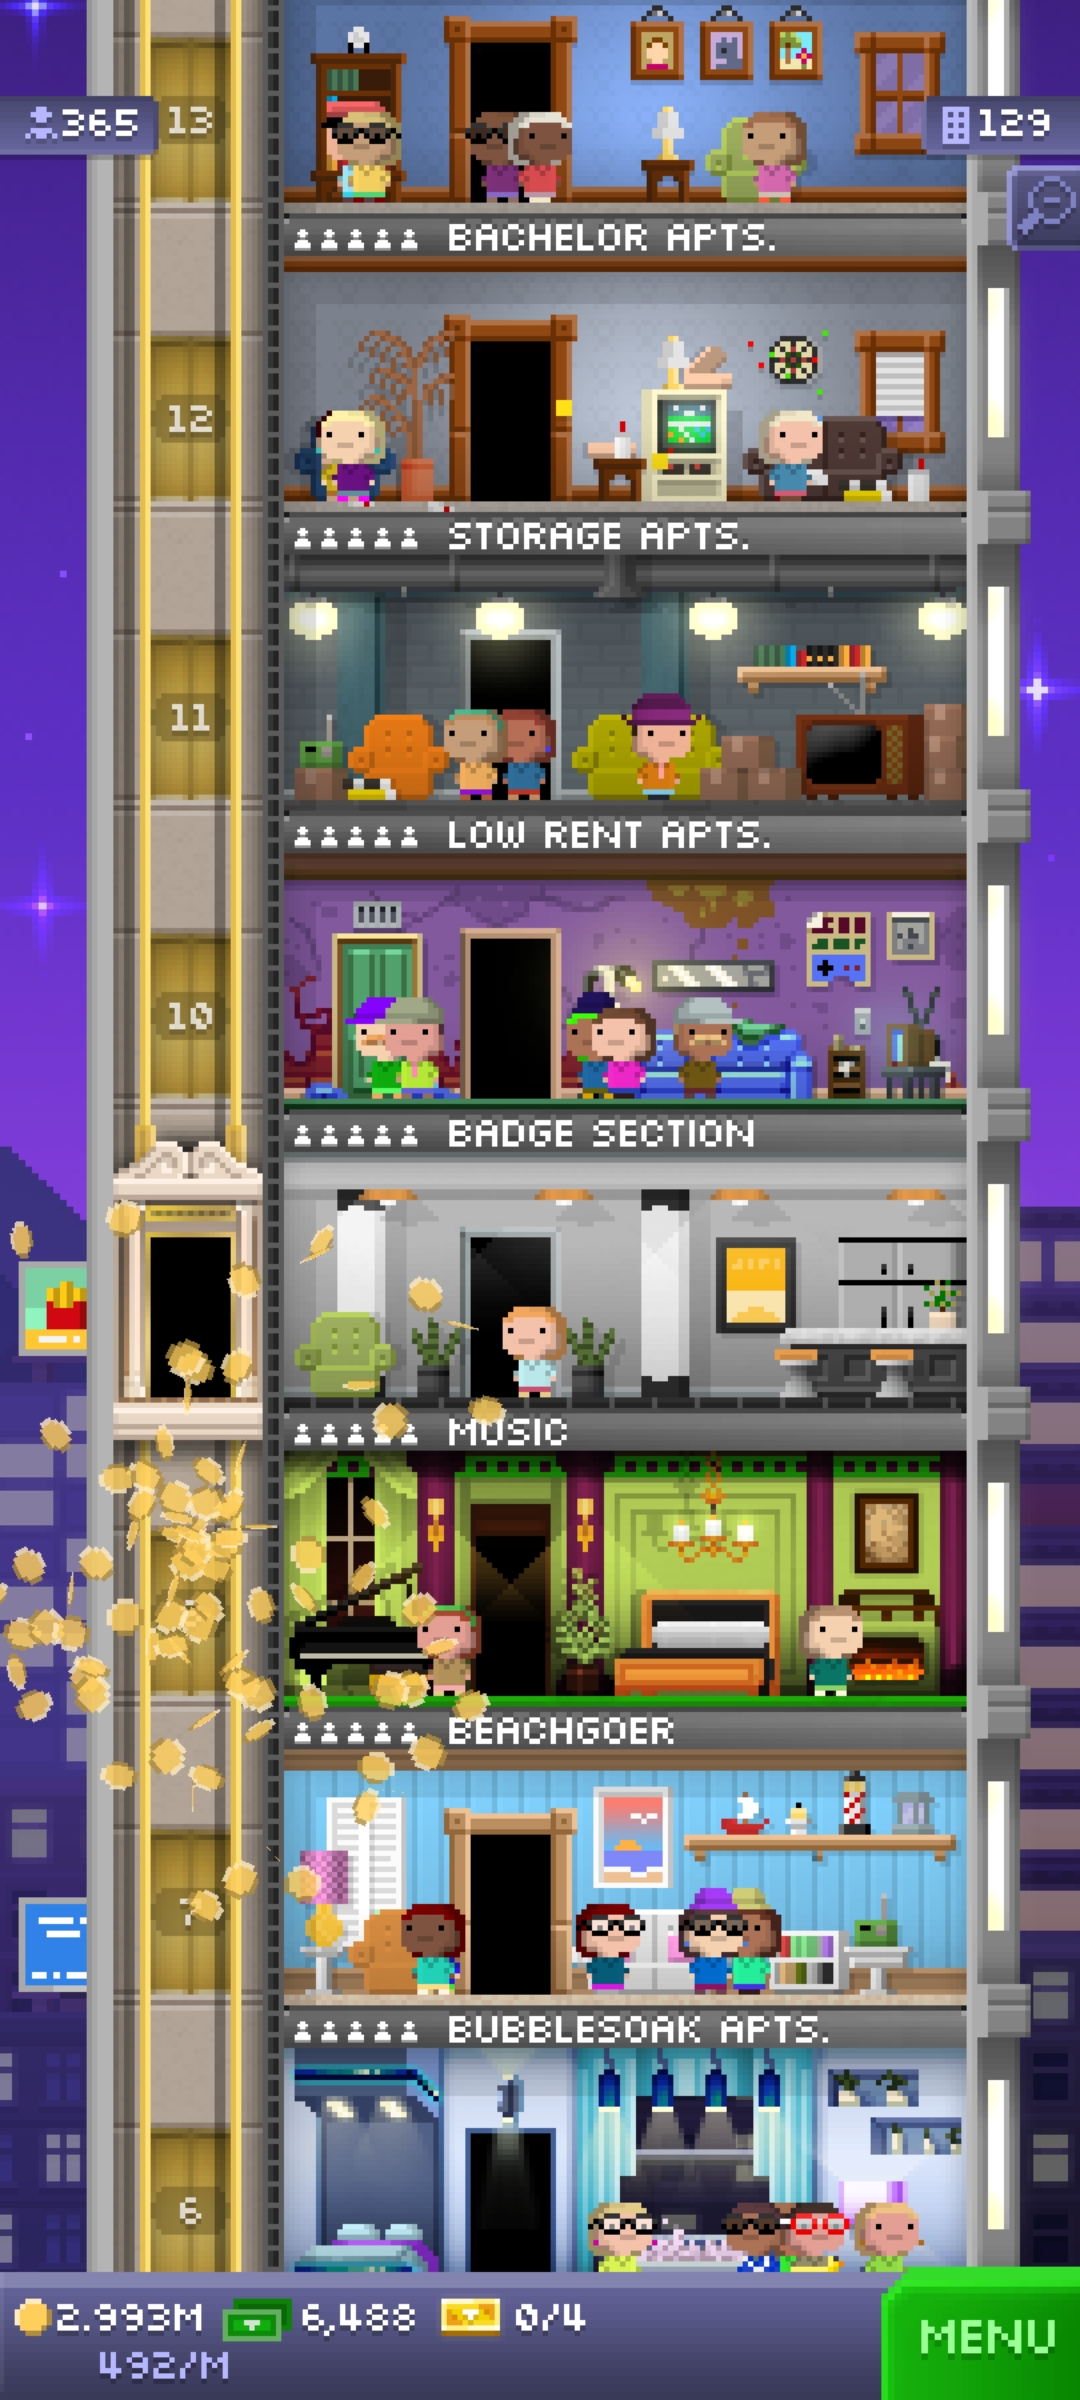 365
13
129
BACHELOR APTS.
12
STORAGE APTS.
11
LOW RENT APTS.
10
BADGE SECTION
MUSIC
BEACHGOER
BUBBLESOAK APTS.
6
2.993M
6,488
0/4
492/M
MENU